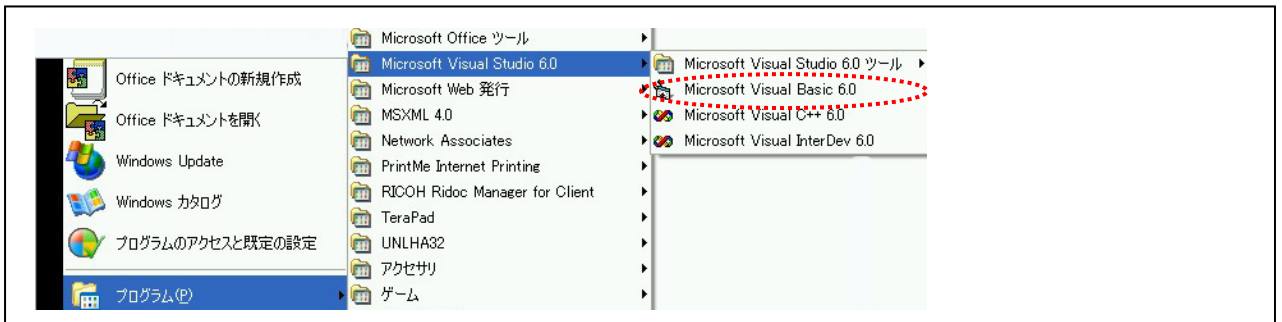 Office ドキュメントの新規作成
Office ドキュメントを開く
Windows Update
Windows カタログ
プログラムのアクセスと既定の設定
プログラム(P)
Microsoft Office ツール
Microsoft Visual Studio 6.0
Microsoft Web 発行
MSXML 4.0
Network Associates
PrintMe Internet Printing
RICOH Ridoc Manager for Client
TeraPad
UNLHA32
アクセサリ
ゲーム
Microsoft Visual Studio 6.0 ツール
Microsoft Visual Basic 6.0
Microsoft Visual C++ 6.0
Microsoft Visual InterDev 6.0